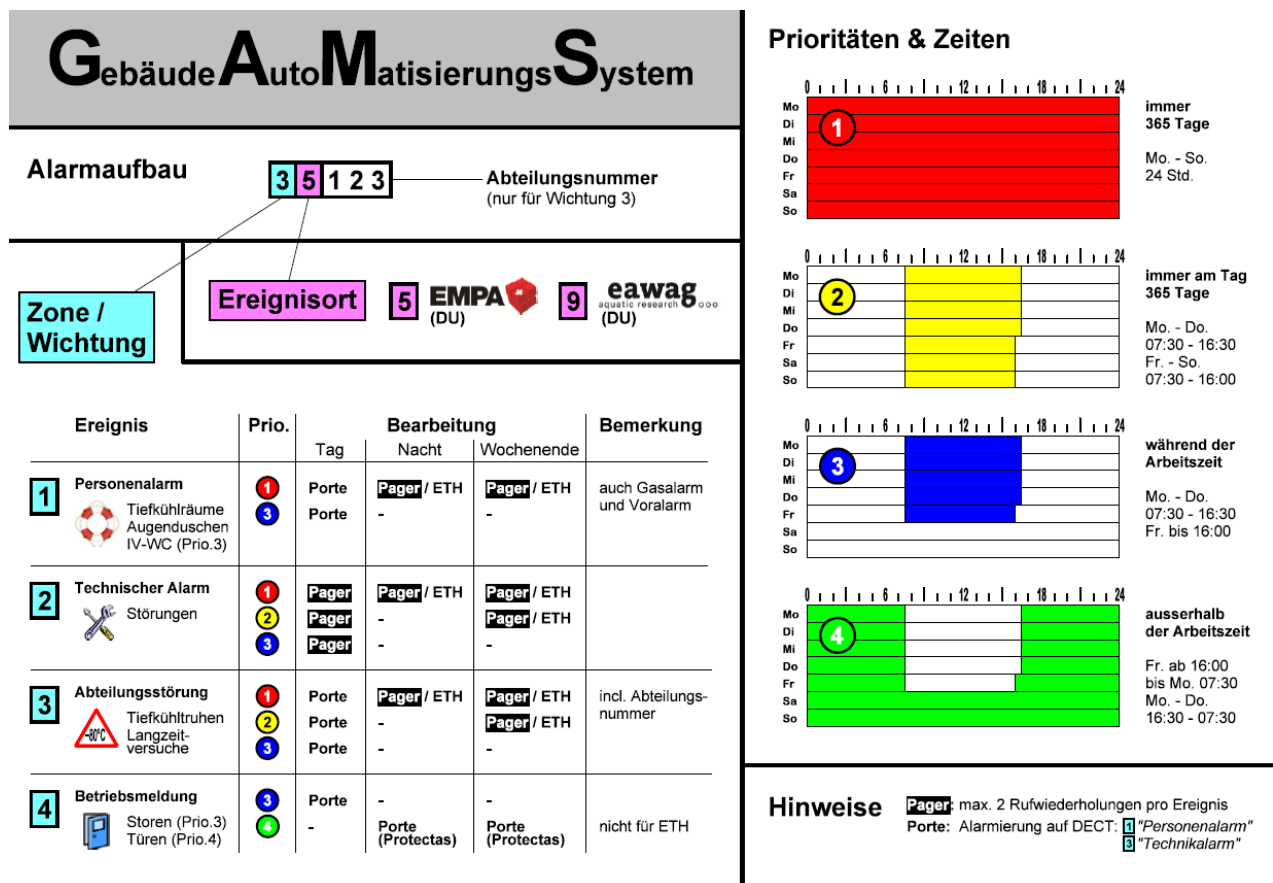 GebäudeAutoMatisierungsSystem
Alarmaufbau
3 5 1 2 3
Abteilungsnummer
(nur für Wichtung 3)
Zone /
Wichtung
Ereignisort
5 EMPA
(DU)
9 eawag
aquatic research
(DU)
Ereignis Prio. Bearbeitung Bemerkung
Tag Nacht Wochenende
1 Personenalarm
Tiefkühlräume
Augenduschen
IV-WC (Prio.3)
1 Porte Pager / ETH Pager / ETH
3 Porte - -
auch Gasalarm
und Voralarm
2 Technischer Alarm
Störungen
1 Pager Pager / ETH Pager / ETH
2 Pager - Pager / ETH
3 Pager - -
3 Abteilungsstörung
-80°C
Tiefkühltruhen
Langzeit-
versuche
1 Porte Pager / ETH Pager / ETH
2 Porte - Pager / ETH
3 Porte - -
incl. Abteilungs-
nummer
4 Betriebsmeldung
Storen (Prio.3)
Türen (Prio.4)
3 Porte - -
4 - Porte Porte
(Protectas) (Protectas)
nicht für ETH
Prioritäten & Zeiten
0 6 12 18 24
Mo
Di
Mi
Do
Fr
Sa
So
1
immer
365 Tage
Mo. - So.
24 Std.
0 6 12 18 24
Mo
Di
Mi
Do
Fr
Sa
So
2
immer am Tag
365 Tage
Mo. - Do.
07:30 - 16:30
Fr. - So.
07:30 - 16:00
0 6 12 18 24
Mo
Di
Mi
Do
Fr
Sa
So
3
während der
Arbeitszeit
Mo. - Do.
07:30 - 16:30
Fr. bis 16:00
0 6 12 18 24
Mo
Di
Mi
Do
Fr
Sa
So
4
ausserhalb
der Arbeitszeit
Fr. ab 16:00
bis Mo. 07:30
Mo. - Do.
16:30 - 07:30
Hinweise
Pager: max. 2 Rufwiederholungen pro Ereignis
Porte: Alarmierung auf DECT: 1 "Personenalarm"
3 "Technikalarm"